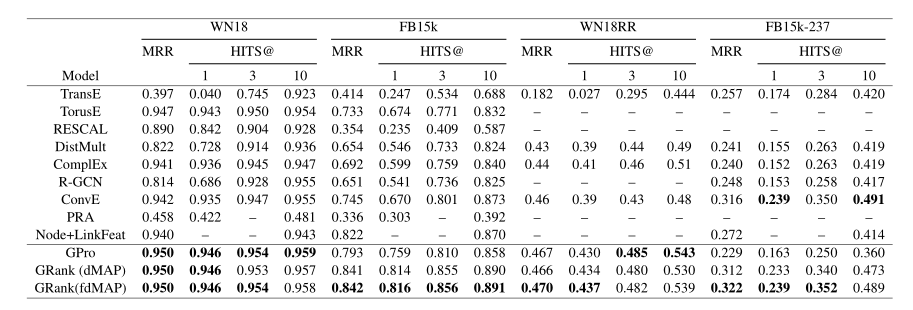 WN18 FB15k WN18RR FB15k-237
MRR HITS@ MRR HITS@ MRR HITS@ MRR HITS@
Model 1 3 10 1 3 10 1 3 10 1 3 10
TransE 0.397 0.040 0.745 0.923 0.414 0.247 0.534 0.688 0.182 0.027 0.295 0.444 0.257 0.174 0.284 0.420
TorusE 0.947 0.943 0.950 0.954 0.733 0.674 0.771 0.832 – – – – – – – –
RESCAL 0.890 0.842 0.904 0.928 0.354 0.235 0.409 0.587 – – – – – – – –
DistMult 0.822 0.728 0.914 0.936 0.654 0.546 0.733 0.824 0.43 0.39 0.44 0.49 0.241 0.155 0.263 0.419
ComplEx 0.941 0.936 0.945 0.947 0.692 0.599 0.759 0.840 0.44 0.41 0.46 0.51 0.240 0.152 0.263 0.419
R-GCN 0.814 0.686 0.928 0.955 0.651 0.541 0.736 0.825 – – – – 0.248 0.153 0.258 0.417
ConvE 0.942 0.935 0.947 0.955 0.745 0.670 0.801 0.873 0.46 0.39 0.43 0.48 0.316 0.239 0.350 0.491
PRA 0.458 0.422 – 0.481 0.336 0.303 – 0.392 – – – – – – – –
Node+LinkFeat 0.940 – – 0.943 0.822 – – 0.870 – – – – 0.272 – – 0.414
GPro 0.950 0.946 0.954 0.959 0.793 0.759 0.810 0.858 0.467 0.430 0.485 0.543 0.229 0.163 0.250 0.360
GRank (dMAP) 0.950 0.946 0.953 0.957 0.841 0.814 0.855 0.890 0.466 0.434 0.480 0.530 0.312 0.233 0.340 0.473
GRank(fdMAP) 0.950 0.946 0.954 0.958 0.842 0.816 0.856 0.891 0.470 0.437 0.482 0.539 0.322 0.239 0.352 0.489